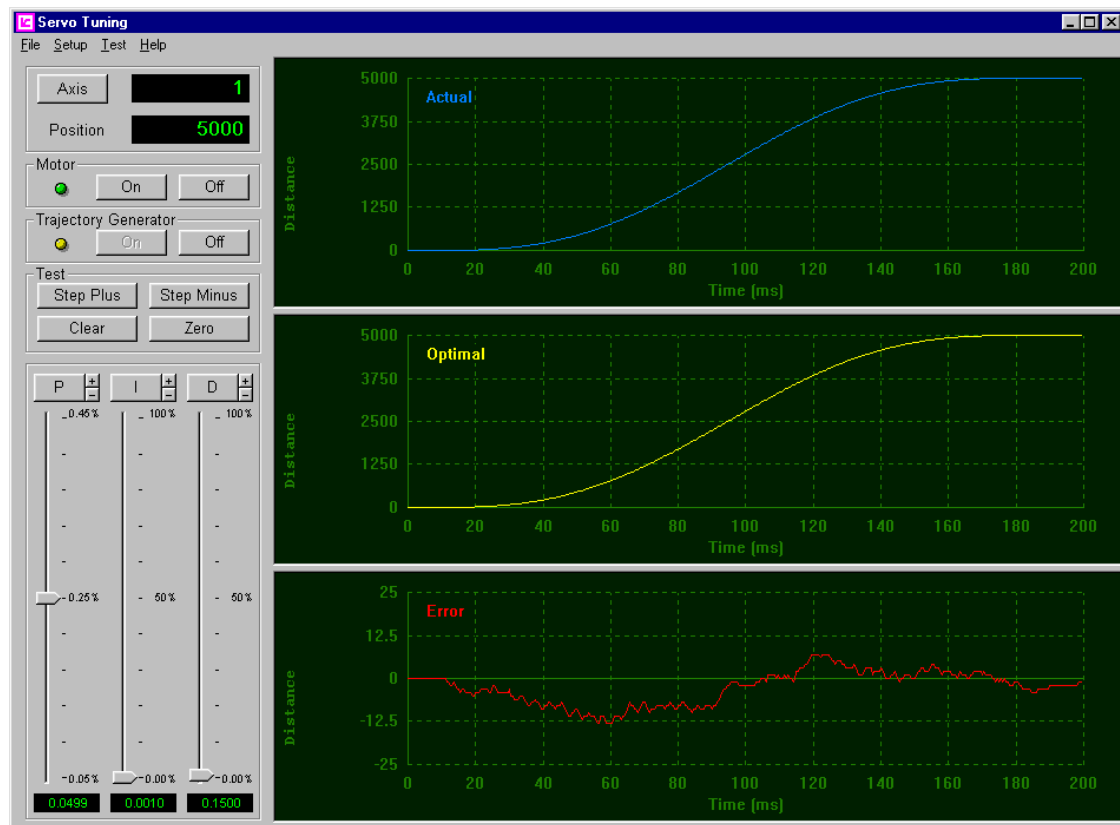 Servo Tuning
File Setup Test Help
Axis 1
Position 5000
Motor
On Off
Trajectory Generator
On Off
Test
Step Plus Step Minus
Clear Zero
P + - I + - D + -
0.45% 100% 100%
0.25% 50% 50%
0.05% 0.00% 0.00%
0.0499 0.0010 0.1500
Actual
Distance
5000
3750
2500
1250
0
0 20 40 60 80 100 120 140 160 180 200
Time (ms)
Optimal
Distance
5000
3750
2500
1250
0
0 20 40 60 80 100 120 140 160 180 200
Time (ms)
Error
Distance
25
12.5
0
-12.5
-25
0 20 40 60 80 100 120 140 160 180 200
Time (ms)